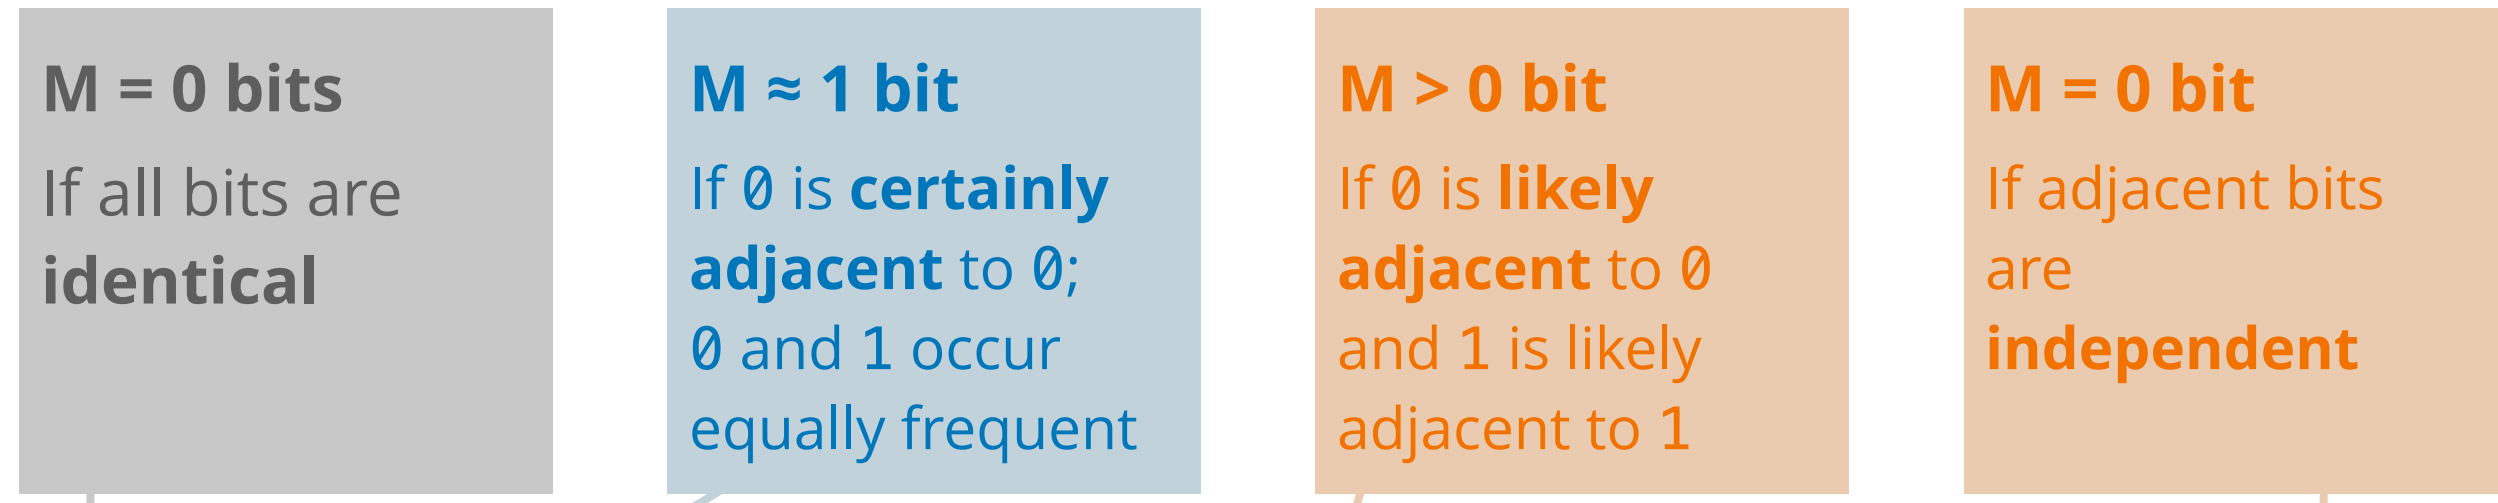 M = 0 bits
If all bits are
identical
M ≈ 1 bit
If 0 is certainly
adjacent to 0;
0 and 1 occur
equally frequent
M > 0 bit
If 0 is likely
adjacent to 0
and 1 is likely
adjacent to 1
M = 0 bit
If adjacent bits
are
independent